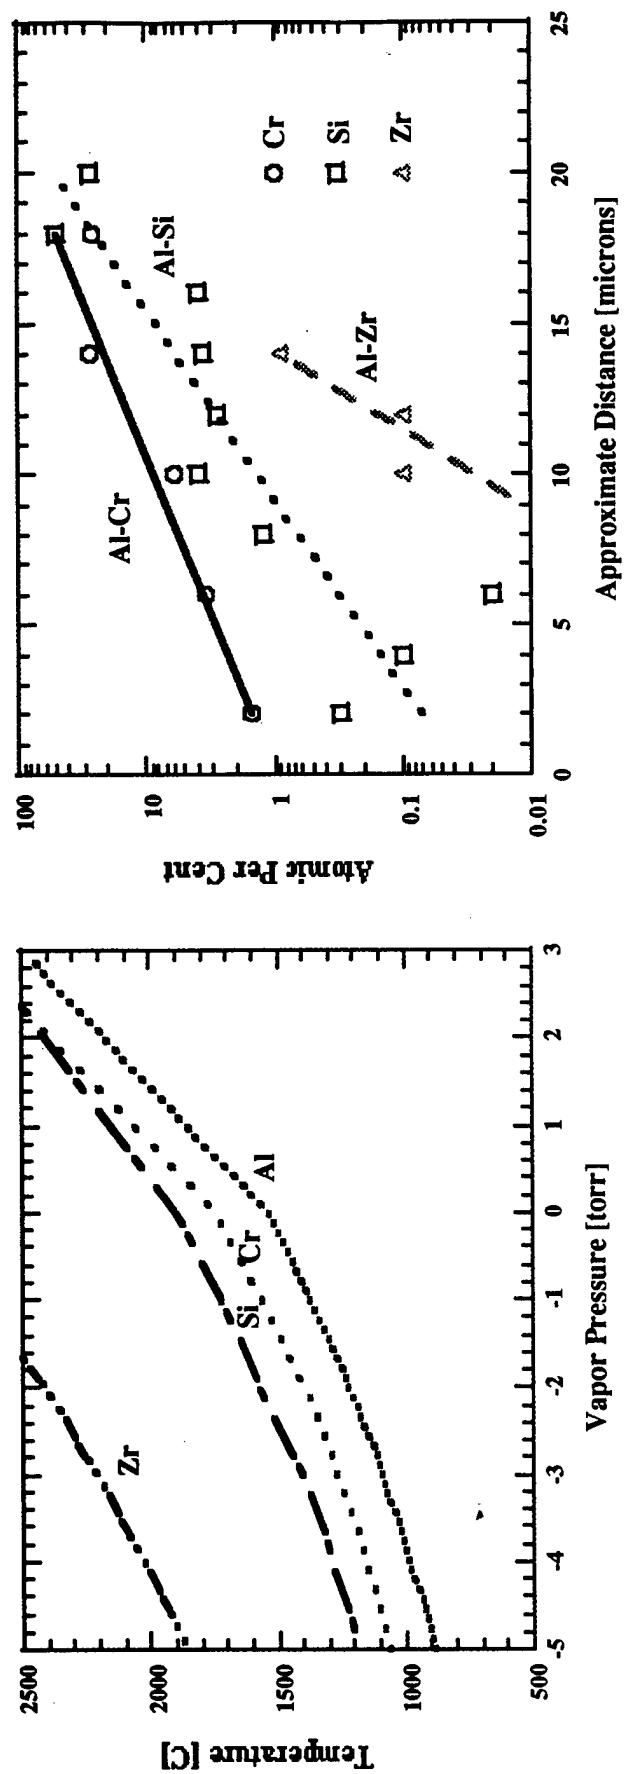 Temperature [C]
2500
2000
1500
1000
500
-5 -4 -3 -2 -1 0 1 2 3
Vapor Pressure [torr]
Zr
Si
Cr
Al
Atomic Per Cent
100
10
1
0.1
0.01
0 5 10 15 20 25
Approximate Distance [microns]
Al-Cr
Al-Si
Al-Zr
Cr
Si
Zr